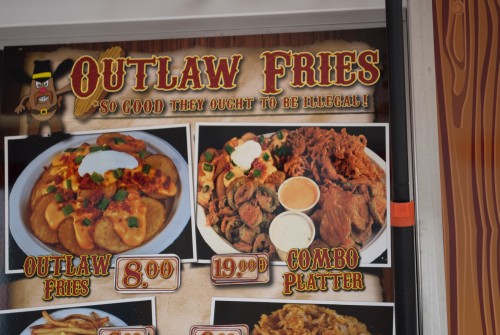 OUTLAW FRIES
"SO GOOD THEY OUGHT TO BE ILLEGAL!
OUTLAW FRIES
8.00
19.00
COMBO PLATTER